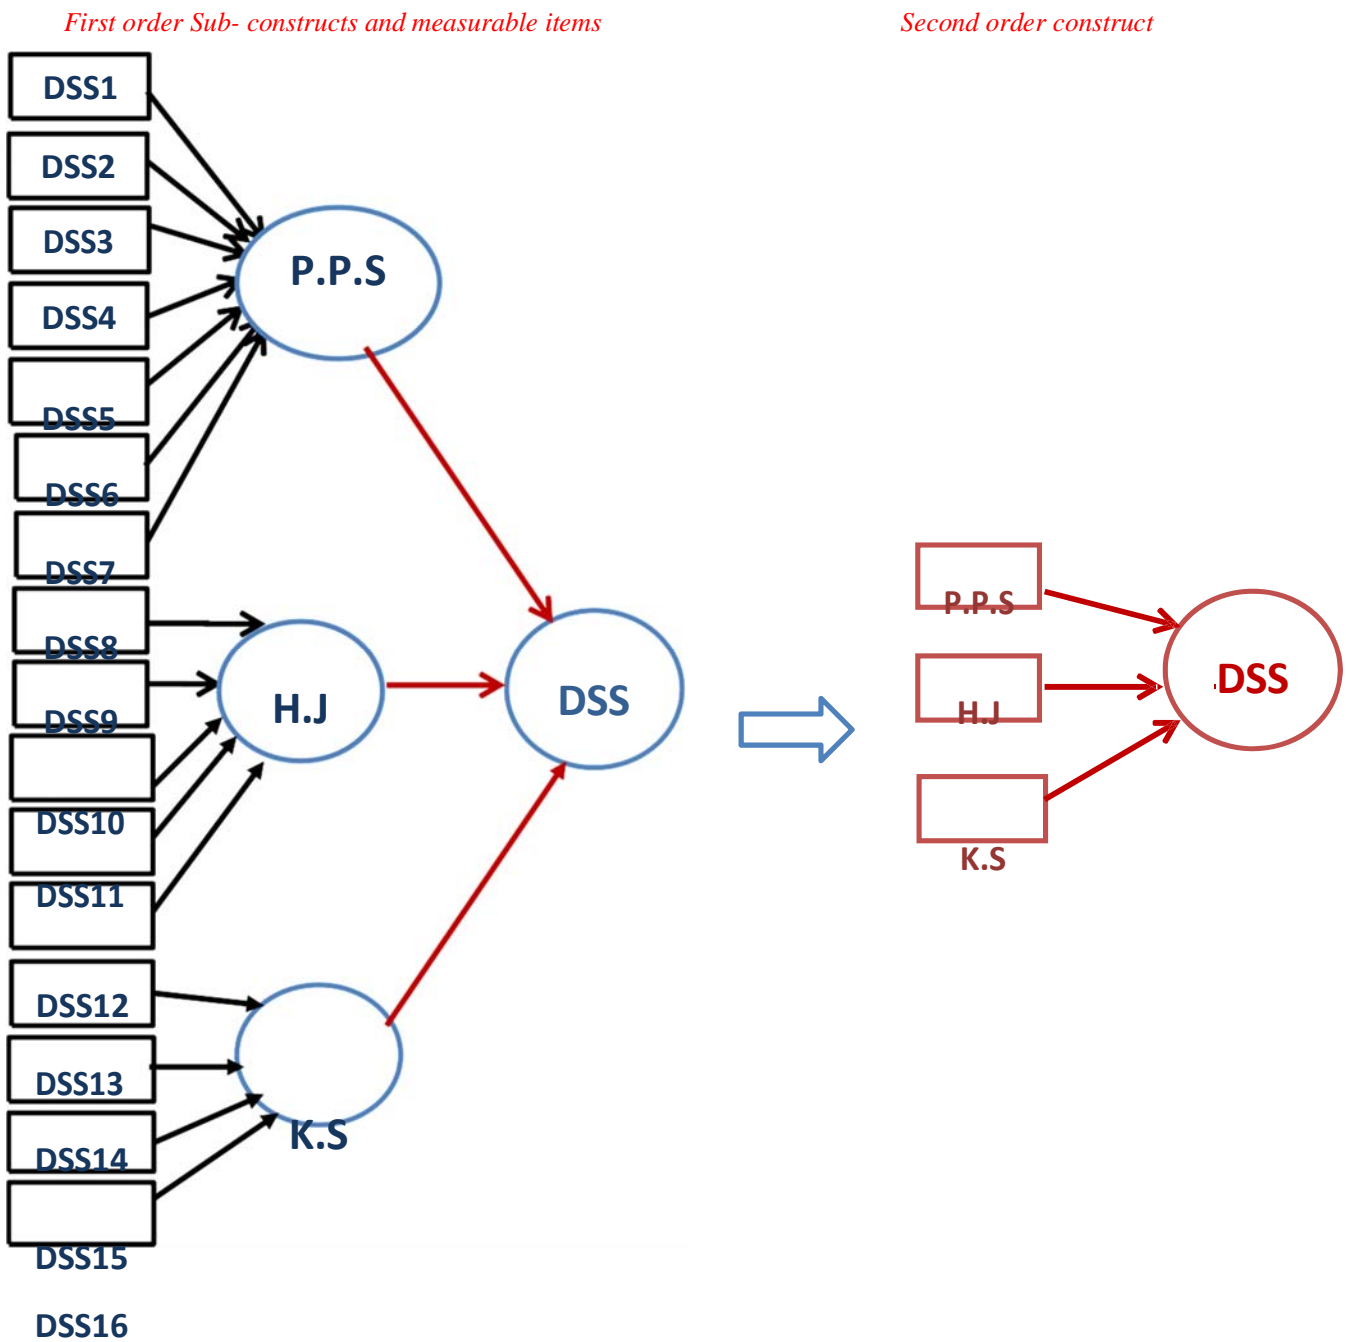 First order Sub- constructs and measurable items
Second order construct
DSS1
DSS2
DSS3
DSS4
DSS5
DSS6
DSS7
DSS8
DSS9
DSS10
DSS11
DSS12
DSS13
DSS14
DSS15
DSS16
P.P.S
H.J
K.S
DSS
P.P.S
H.J
K.S
.DSS